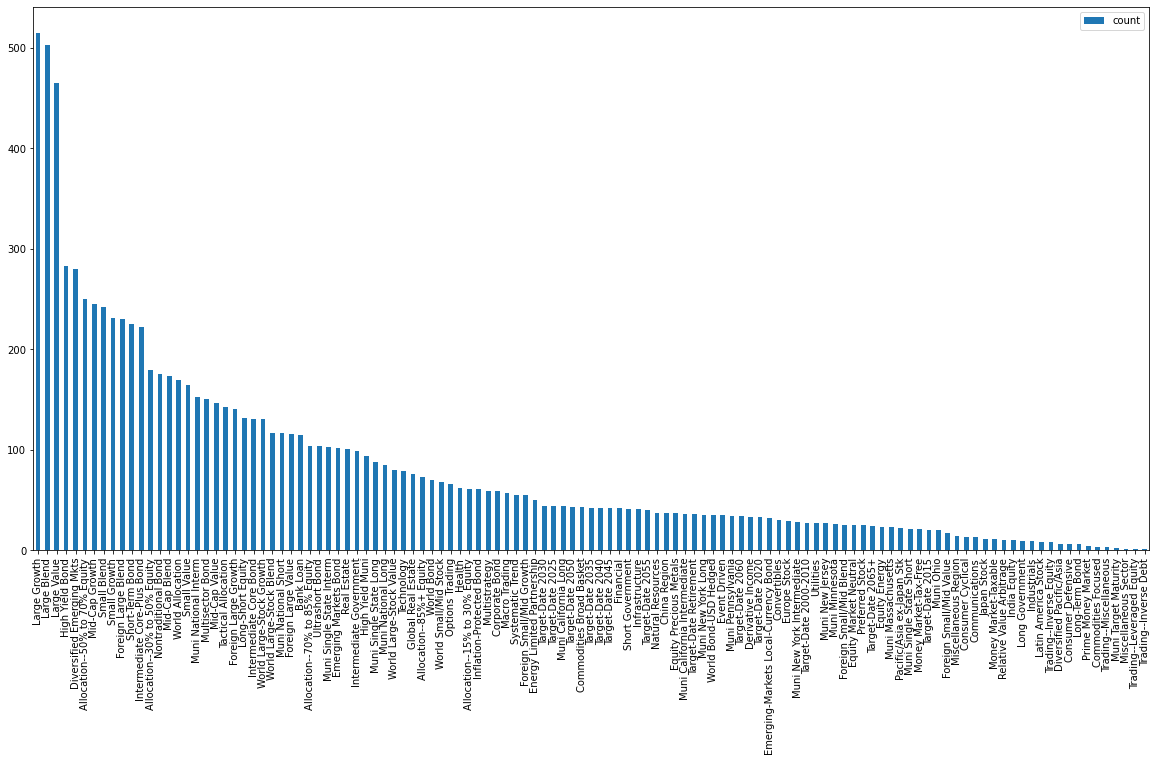 count
500
400
300
200
100
0
Large Growth
Large Blend
Large Value
High Yield Bond
Diversified Emerging Mkts
Allocation--50% to 70% Equity
Mid-Cap Growth
Small Blend
Small Growth
Foreign Large Blend
Short-Term Bond
Intermediate Core-Plus Bond
Allocation--30% to 50% Equity
Nontraditional Bond
Mid-Cap Blend
World Allocation
Small Value
Muni National Interm
Multisector Bond
Mid-Cap Value
Tactical Allocation
Foreign Large Growth
Long-Short Equity
Intermediate Core Bond
World Large-Stock Growth
World Large-Stock Blend
Muni National Short
Foreign Large Value
Bank Loan
Allocation--70% to 85% Equity
Ultrashort Bond
Muni Single State Interm
Emerging Markets Bond
Real Estate
Intermediate Government
High Yield Muni
Muni Single State Long
Muni National Long
World Large-Stock Value
Technology
Global Real Estate
Allocation--85%+ Equity
World Bond
World Small/Mid Stock
Options Trading
Health
Allocation--15% to 30% Equity
Inflation-Protected Bond
Multistrategy
Corporate Bond
Macro Trading
Systematic Trend
Foreign Small/Mid Growth
Energy Limited Partnership
Target-Date 2030
Target-Date 2025
Muni California Long
Target-Date 2050
Commodities Broad Basket
Target-Date 2035
Target-Date 2040
Target-Date 2045
Financial
Short Government
Infrastructure
Target-Date 2055
Natural Resources
China Region
Equity Precious Metals
Muni California Intermediate
Target-Date Retirement
Muni New York Long
World Bond-USD Hedged
Event Driven
Muni Pennsylvania
Target-Date 2060
Derivative Income
Target-Date 2020
Emerging-Markets Local-Currency Bond
Convertibles
Europe Stock
Muni New York Intermediate
Target-Date 2000-2010
Utilities
Muni New Jersey
Muni Minnesota
Foreign Small/Mid Blend
Equity Market Neutral
Preferred Stock
Target-Date 2065+
Equity Energy
Muni Massachusetts
Pacific/Asia ex-Japan Stk
Muni Single State Short
Money Market-Tax-Free
Target-Date 2015
Muni Ohio
Foreign Small/Mid Value
Miscellaneous Region
Consumer Cyclical
Communications
Japan Stock
Money Market-Taxable
Relative Value Arbitrage
India Equity
Long Government
Industrials
Latin America Stock
Trading--Inverse Equity
Diversified Pacific/Asia
Consumer Defensive
Long-Term Bond
Prime Money Market
Commodities Focused
Trading--Miscellaneous
Muni Target Maturity
Miscellaneous Sector
Trading--Leveraged Equity
Trading--Inverse Debt